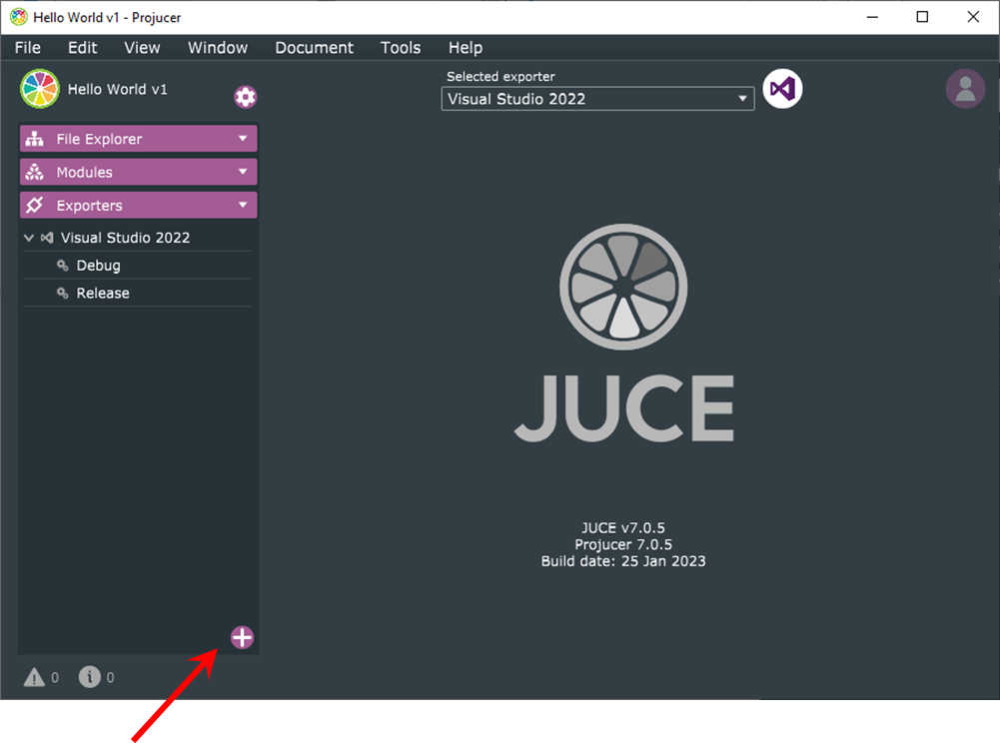 Hello World v1 - Projucer
File Edit View Window Document Tools Help
Hello World v1
Selected exporter
Visual Studio 2022
File Explorer
Modules
Exporters
Visual Studio 2022
Debug
Release
JUCE
JUCE v7.0.5
Projucer 7.0.5
Build date: 25 Jan 2023
0 0